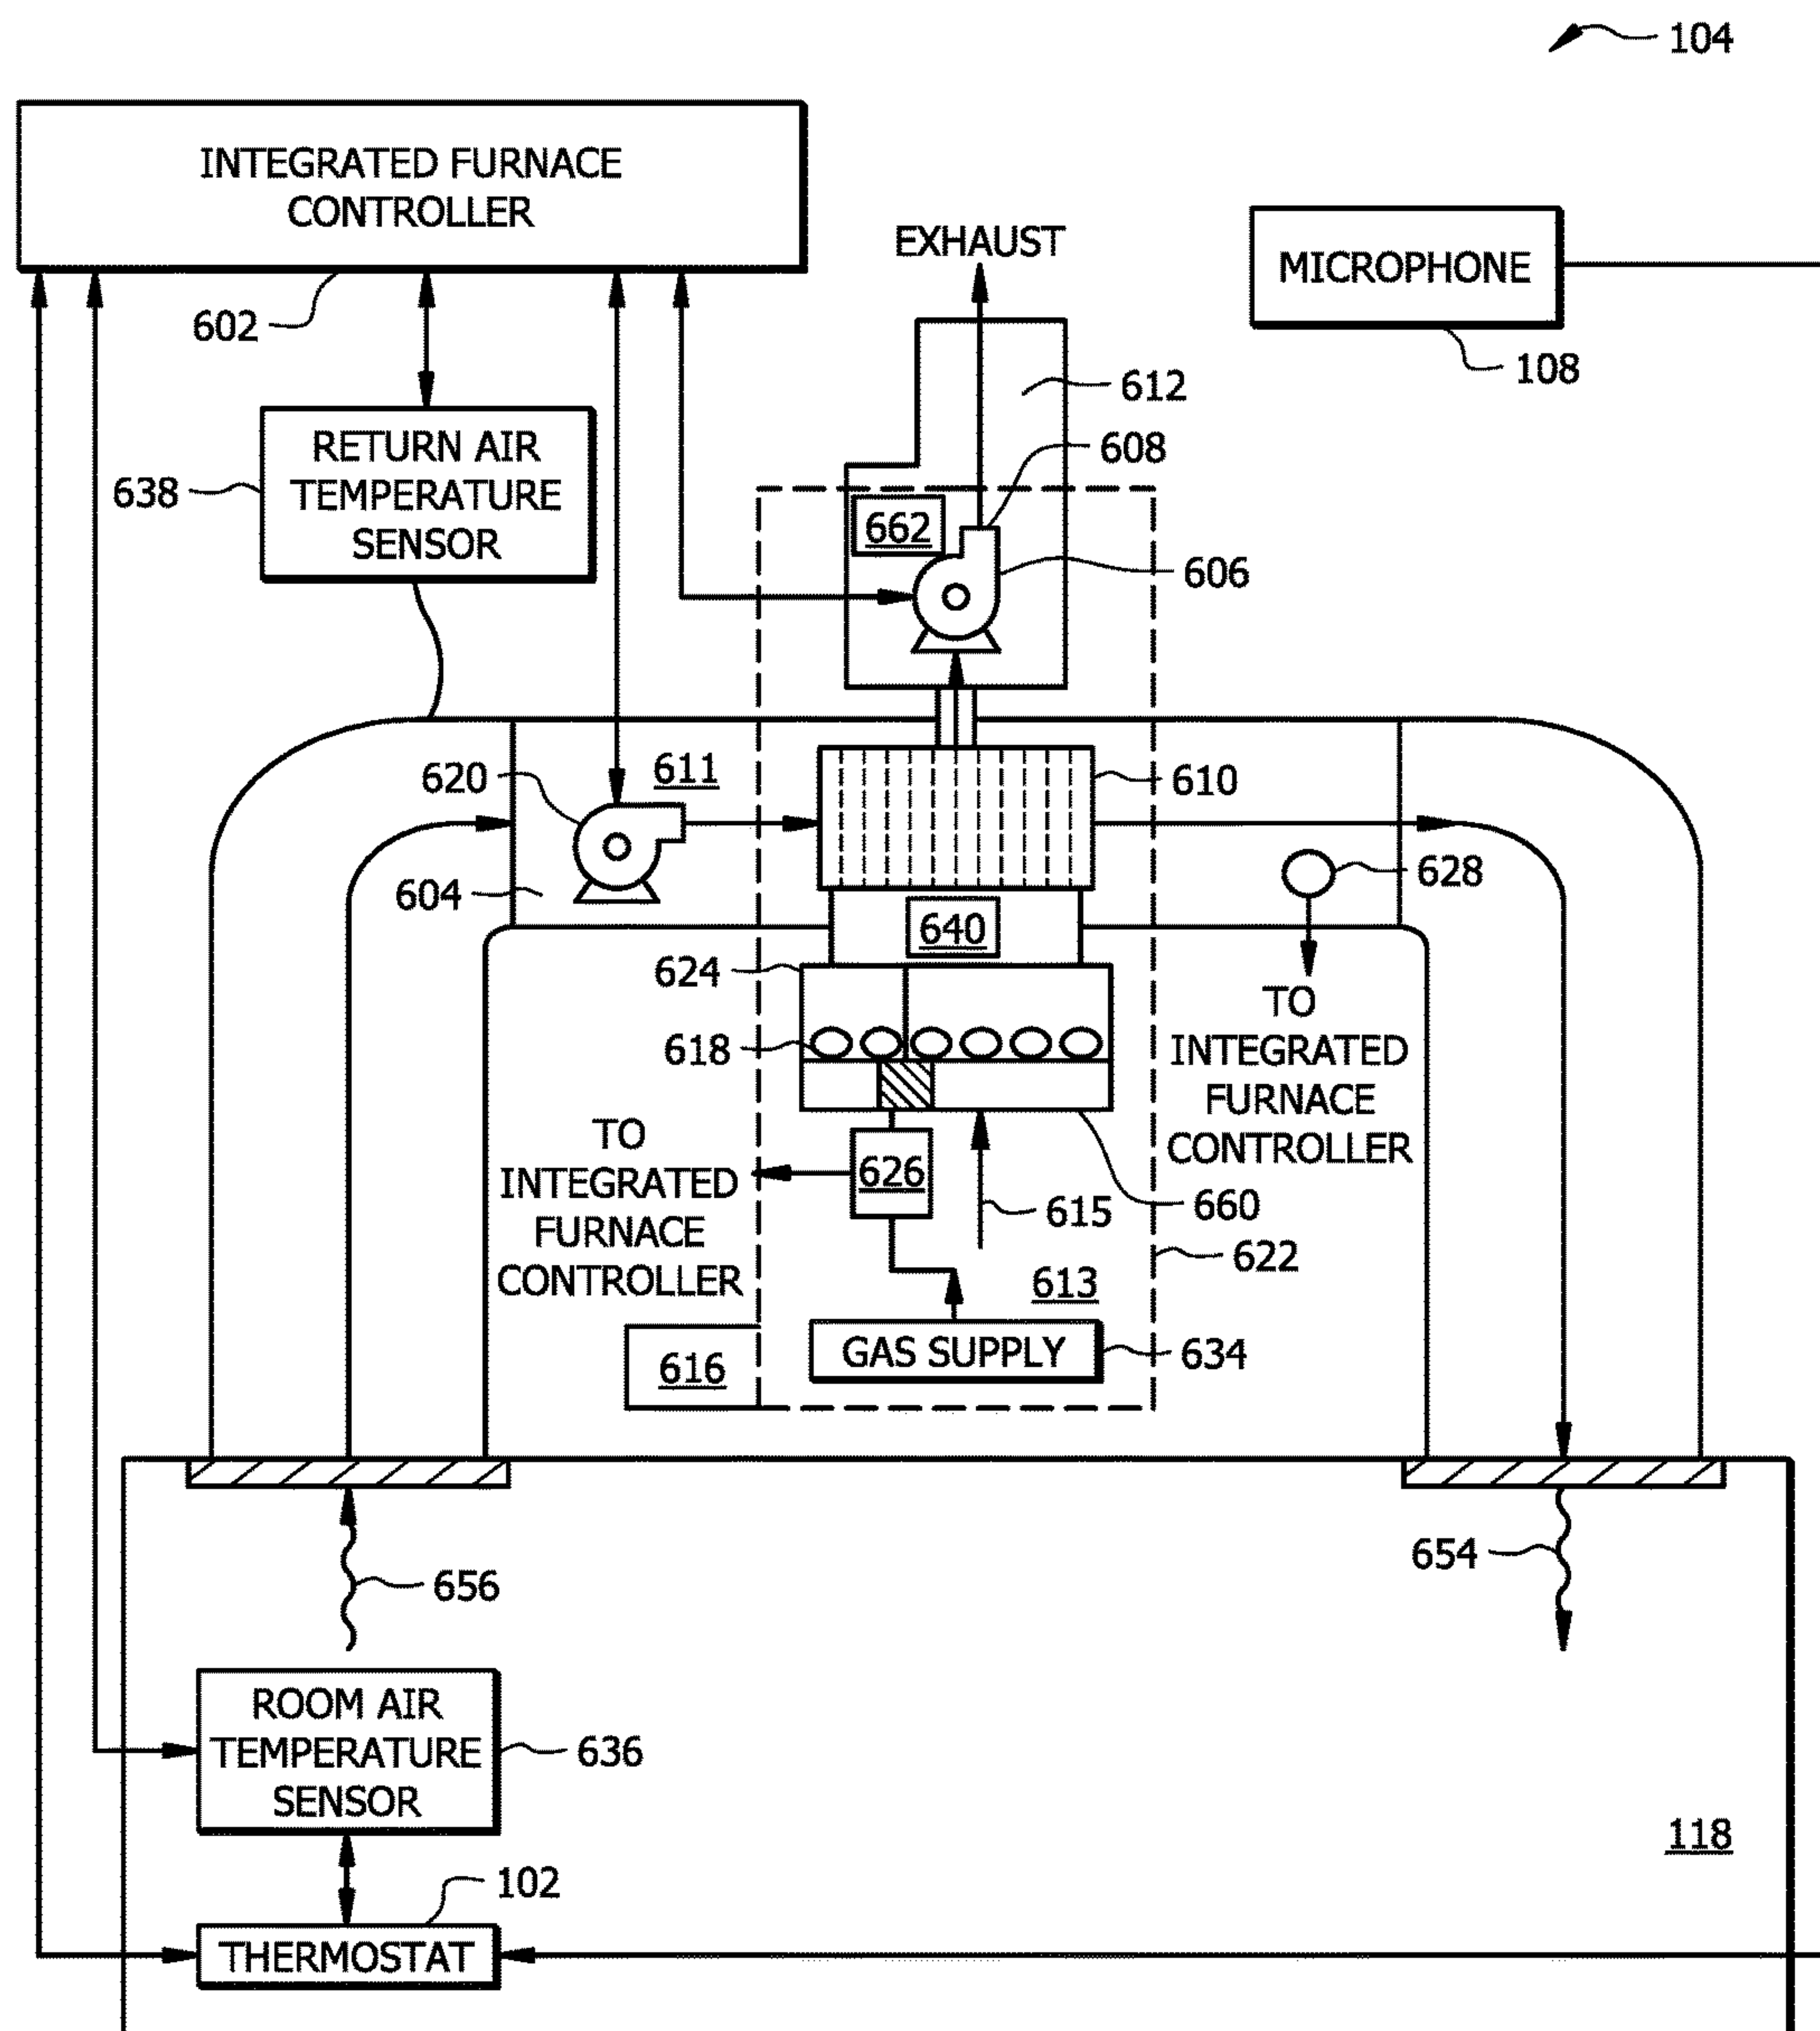 104
INTEGRATED FURNACE
CONTROLLER
602
EXHAUST
MICROPHONE
108
612
608
RETURN AIR
TEMPERATURE
SENSOR
638
662
606
620
611
610
604
628
640
624
618
TO
INTEGRATED
FURNACE
CONTROLLER
TO
INTEGRATED
FURNACE
CONTROLLER
626
615
660
622
613
616
GAS SUPPLY
634
656
654
ROOM AIR
TEMPERATURE
SENSOR
636
118
102
THERMOSTAT